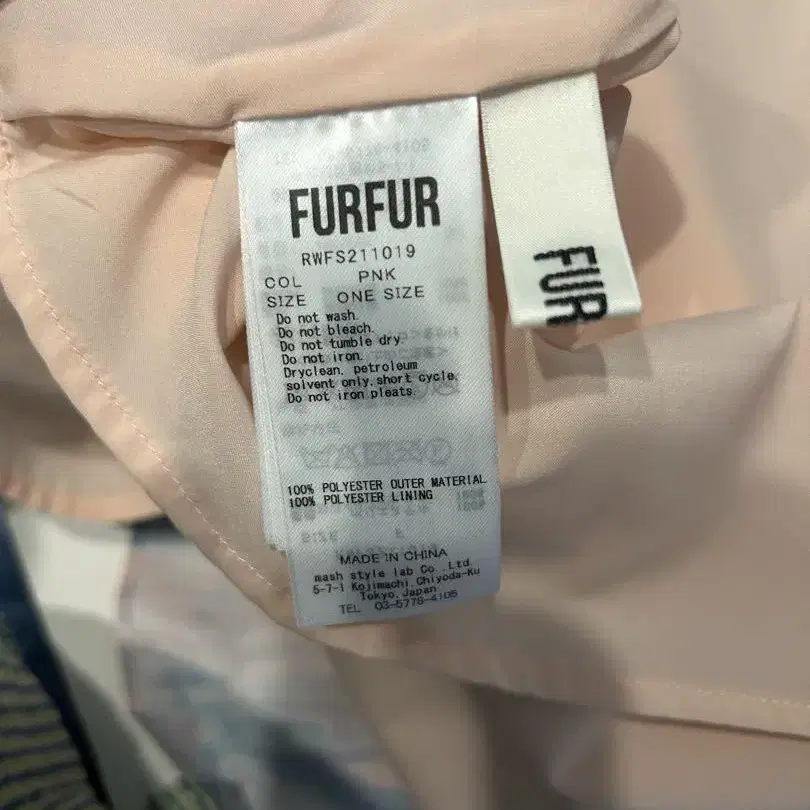 FURFUR
RWFS211019
COL PNK
SIZE ONE SIZE
Do not wash.
Do not bleach.
Do not tumble dry.
Do not iron.
Dryclean, petroleum
solvent only,short cycle.
Do not iron pleats.
100% POLYESTER OUTER MATERIAL
100% POLYESTER LINING
MADE IN CHINA
mash style lab Co.,Ltd.
5-7-1 Kojimachi,Chiyoda-Ku
Tokyo,Japan
TEL 03-5778-4105
FUR